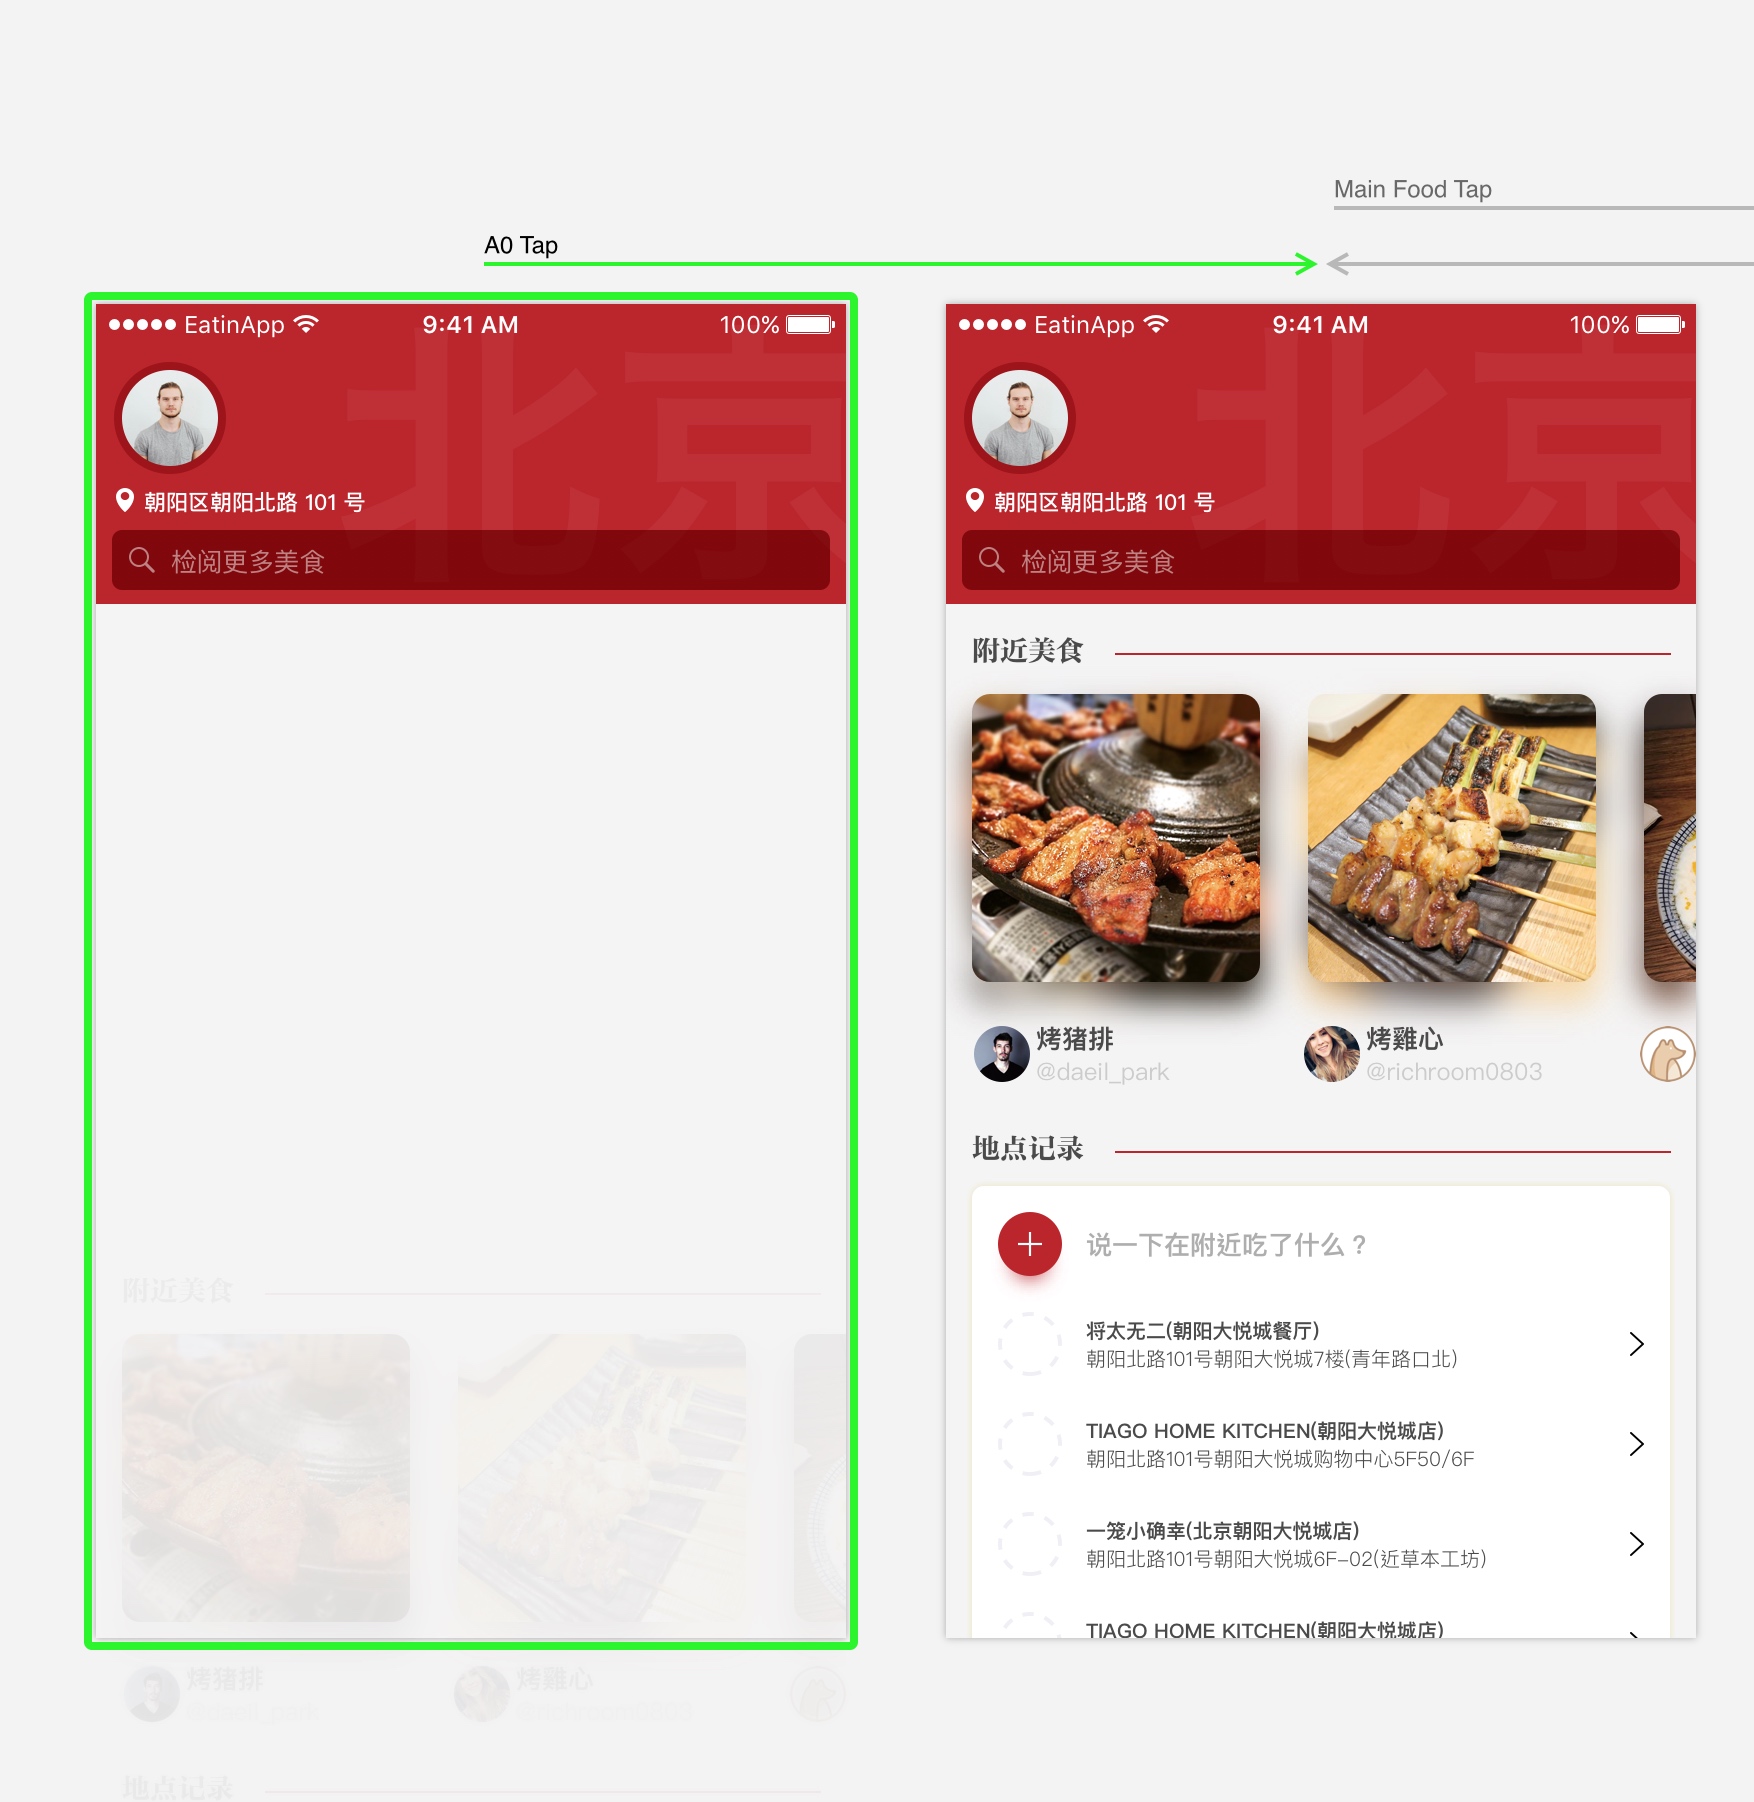 Main Food Tap
A0 Tap
EatinApp
9:41 AM
100%
北京
朝阳区朝阳北路 101 号
检阅更多美食
附近美食
烤猪排
烤雞心
地点记录
EatinApp
9:41 AM
100%
北京
朝阳区朝阳北路 101 号
检阅更多美食
附近美食
烤猪排
@daeil_park
烤雞心
@richroom0803
地点记录
说一下在附近吃了什么？
将太无二(朝阳大悦城餐厅)
朝阳北路101号朝阳大悦城7楼(青年路口北)
TIAGO HOME KITCHEN(朝阳大悦城店)
朝阳北路101号朝阳大悦城购物中心5F50/6F
一笼小确幸(北京朝阳大悦城店)
朝阳北路101号朝阳大悦城6F-02(近草本工坊)
TIAGO HOME KITCHEN(朝阳大悦城店)